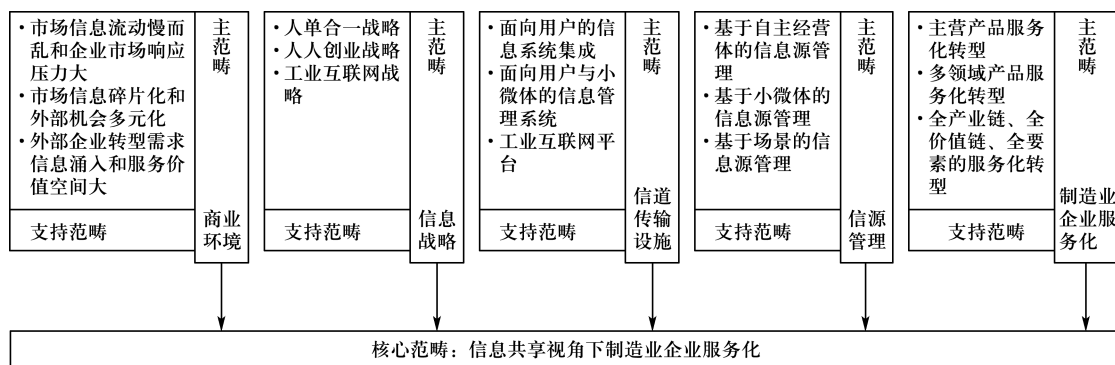 ·市场信息流动慢而
乱和企业市场响应
压力大
·市场信息碎片化和
外部机会多元化
·外部企业转型需求
信息涌入和服务价
值空间大
支持范畴
主范畴
商业
环境
·人单合一战略
·人人创业战略
·工业互联网战
略
支持范畴
主范畴
信息
战略
·面向用户的信
息系统集成
·面向用户与小
微体的信息管
理系统
·工业互联网平
台
支持范畴
主范畴
信道
传输
设施
·基于自主经营
体的信息源管
理
·基于小微体的
信息源管理
·基于场景的信
息源管理
支持范畴
主范畴
信源
管理
·主营产品服务
化转型
·多领域产品服
务化转型
·全产业链、全
价值链、全要
素的服务化转
型
支持范畴
主范畴
制造业
企业服
务化
核心范畴：信息共享视角下制造业企业服务化